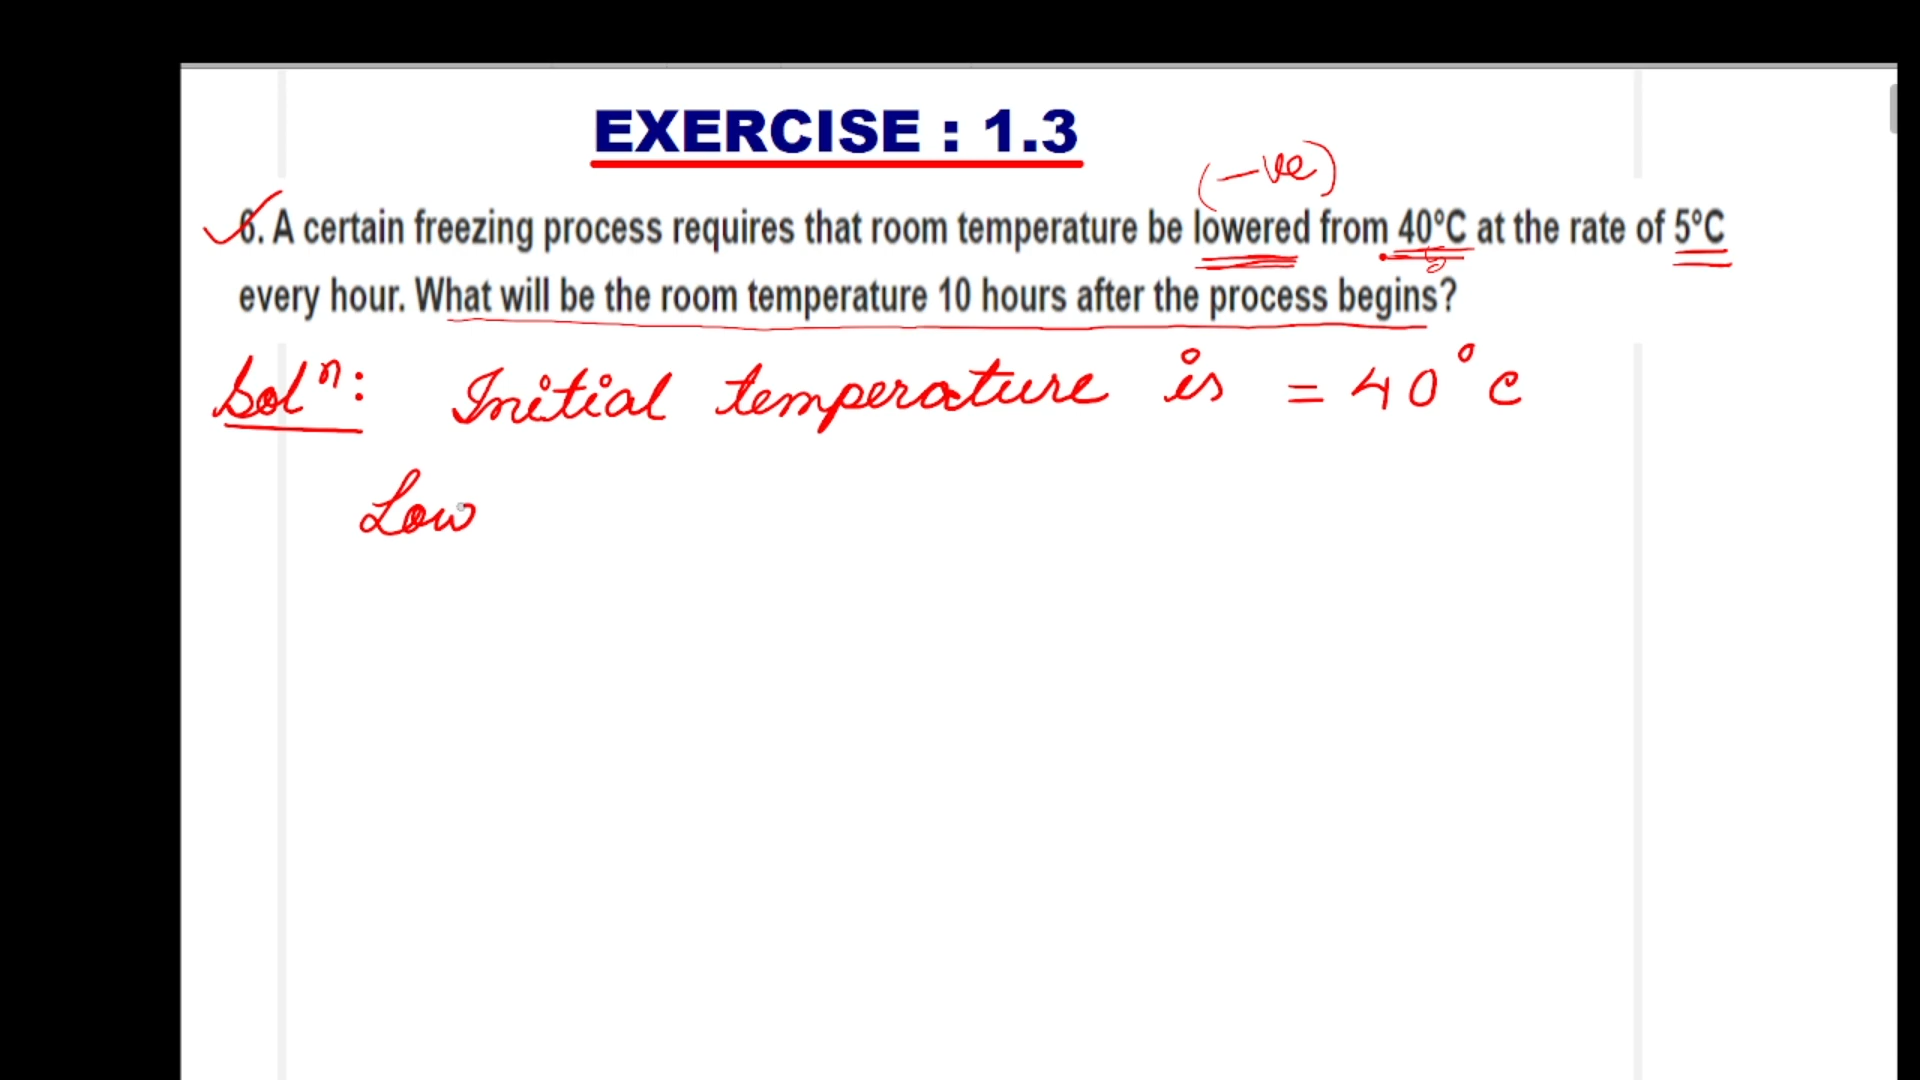 EXERCISE : 1.3
(-ve)
6. A certain freezing process requires that room temperature be lowered from 40°C at the rate of 5°C
every hour. What will be the room temperature 10 hours after the process begins?
Solⁿ: Initial temperature is = 40°C
Low